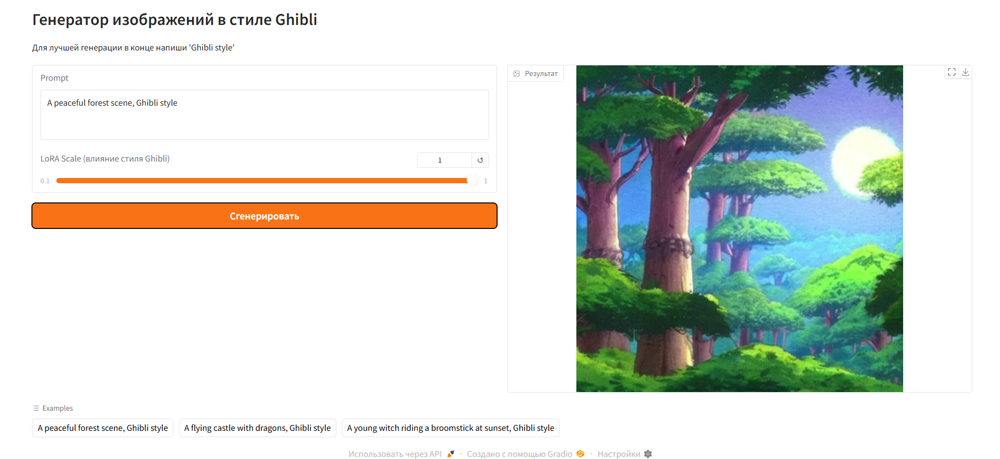 Генератор изображений в стиле Ghibli
Для лучшей генерации в конце напиши 'Ghibli style'
Prompt
A peaceful forest scene, Ghibli style
LoRA Scale (влияние стиля Ghibli)
1
0.1
1
Сгенерировать
Результат
Examples
A peaceful forest scene, Ghibli style
A flying castle with dragons, Ghibli style
A young witch riding a broomstick at sunset, Ghibli style
Использовать через API · Создано с помощью Gradio · Настройки